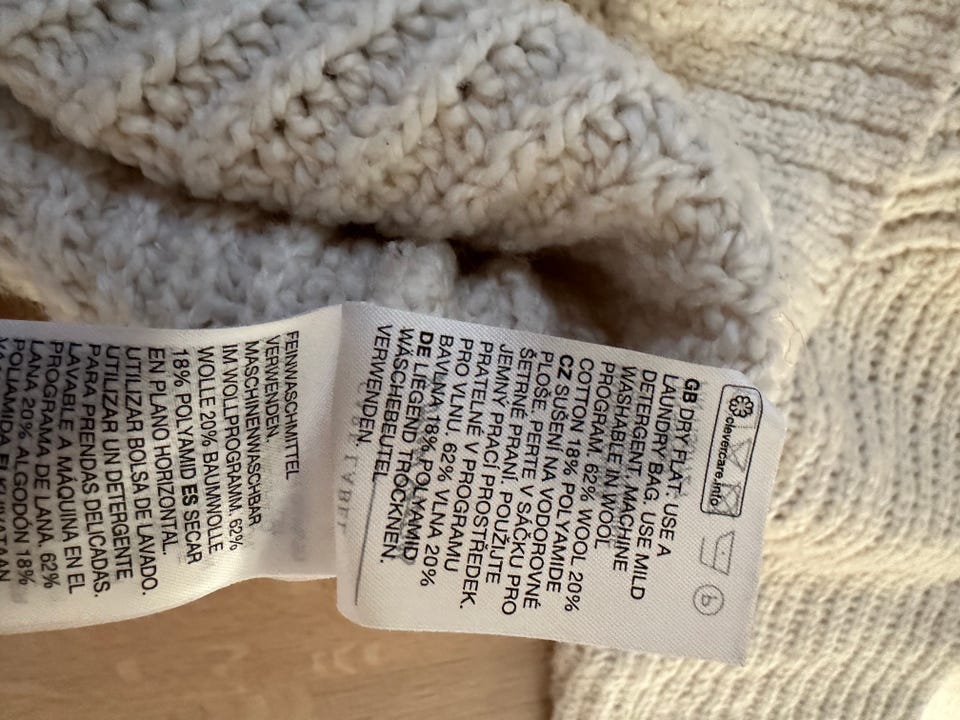 clevercare.info b
GB DRY FLAT. USE A
LAUNDRY BAG. USE MILD
DETERGENT. MACHINE
WASHABLE IN WOOL
PROGRAM. 62% WOOL 20%
COTTON 18% POLYAMIDE
CZ SUŠENÍ NA VODOROVNÉ
PLOŠE. PERTE V SÁČKU PRO
ŠETRNÉ PRANÍ. POUŽIJTE
JEMNÝ PRACÍ PROSTŘEDEK.
PRATELNÉ V PROGRAMU
PRO VLNU. 62% VLNA 20%
BAVLNA 18% POLYAMID
DE LIEGEND TROCKNEN.
WÄSCHEBEUTEL
VERWENDEN.
FEINWASCHMITTEL
VERWENDEN.
MASCHINENWASCHBAR
IM WOLLPROGRAMM. 62%
WOLLE 20% BAUMWOLLE
18% POLYAMID ES SECAR
EN PLANO HORIZONTAL.
UTILIZAR BOLSA DE LAVADO.
UTILIZAR UN DETERGENTE
PARA PRENDAS DELICADAS.
LAVABLE A MÁQUINA EN EL
PROGRAMA DE LANA. 62%
LANA 20% ALGODÓN 18%
POLIAMIDA